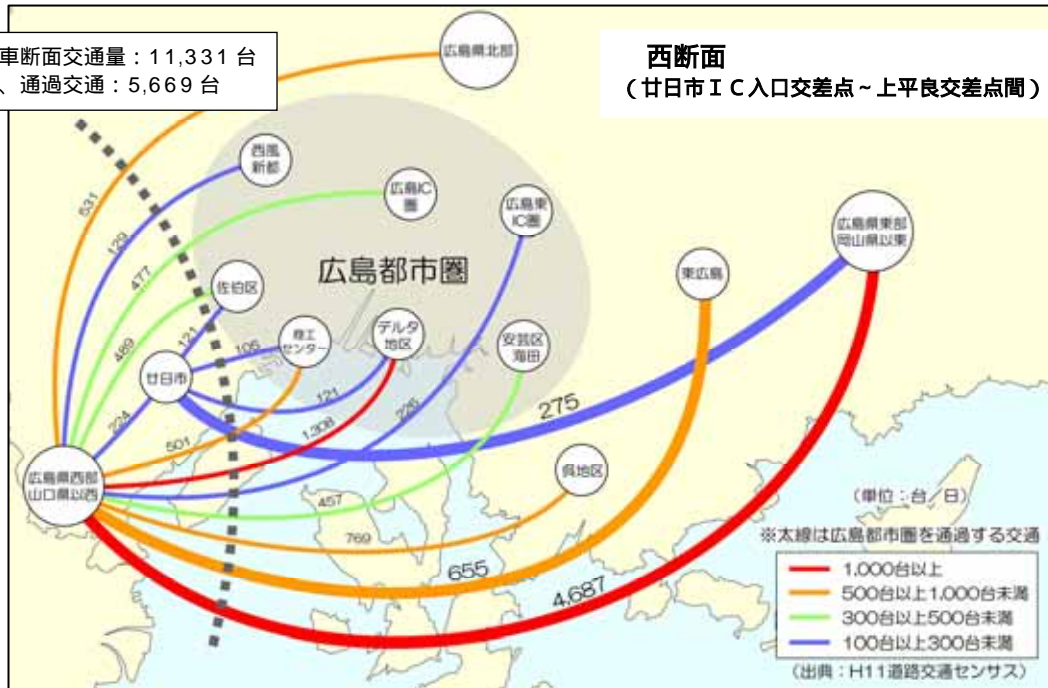 車断面交通量：11,331 台
、通過交通：5,669 台
西断面
（廿日市ＩＣ入口交差点～上平良交差点間）
広島県北部
西風
新都
広島IC
圏
広島東
IC圏
広島県東部
岡山県以東
東広島
広島都市圏
佐伯区
商工
センター
デルタ
地区
安芸区
海田
廿日市
呉地区
広島県西部
山口県以西
531
129
477
489
121
105
121
224
501
1,308
226
457
769
275
655
4,687
（単位：台／日）
※太線は広島都市圏を通過する交通
1,000台以上
500台以上1,000台未満
300台以上500台未満
100台以上300台未満
（出典：H11道路交通センサス）